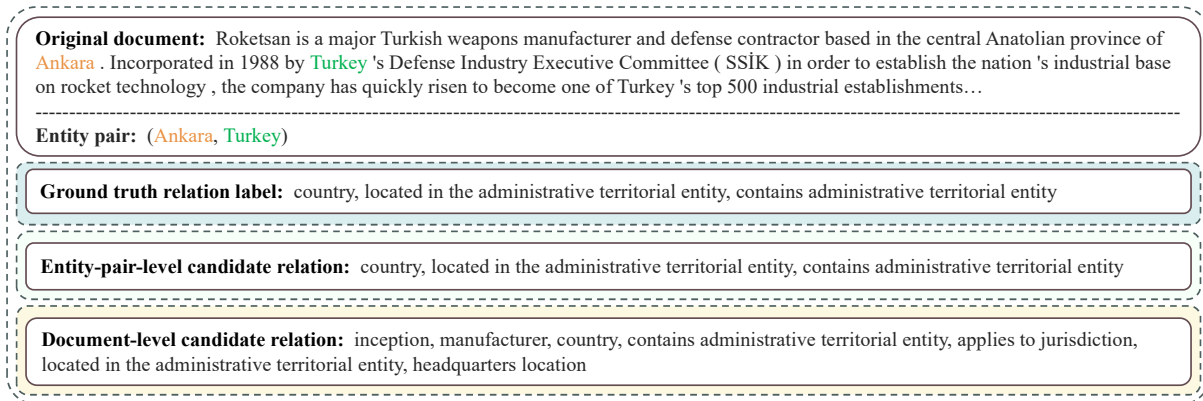 Original document: Roketsan is a major Turkish weapons manufacturer and defense contractor based in the central Anatolian province of
Ankara . Incorporated in 1988 by Turkey 's Defense Industry Executive Committee ( SSİK ) in order to establish the nation 's industrial base
on rocket technology , the company has quickly risen to become one of Turkey 's top 500 industrial establishments…
Entity pair: (Ankara, Turkey)
Ground truth relation label: country, located in the administrative territorial entity, contains administrative territorial entity
Entity-pair-level candidate relation: country, located in the administrative territorial entity, contains administrative territorial entity
Document-level candidate relation: inception, manufacturer, country, contains administrative territorial entity, applies to jurisdiction,
located in the administrative territorial entity, headquarters location